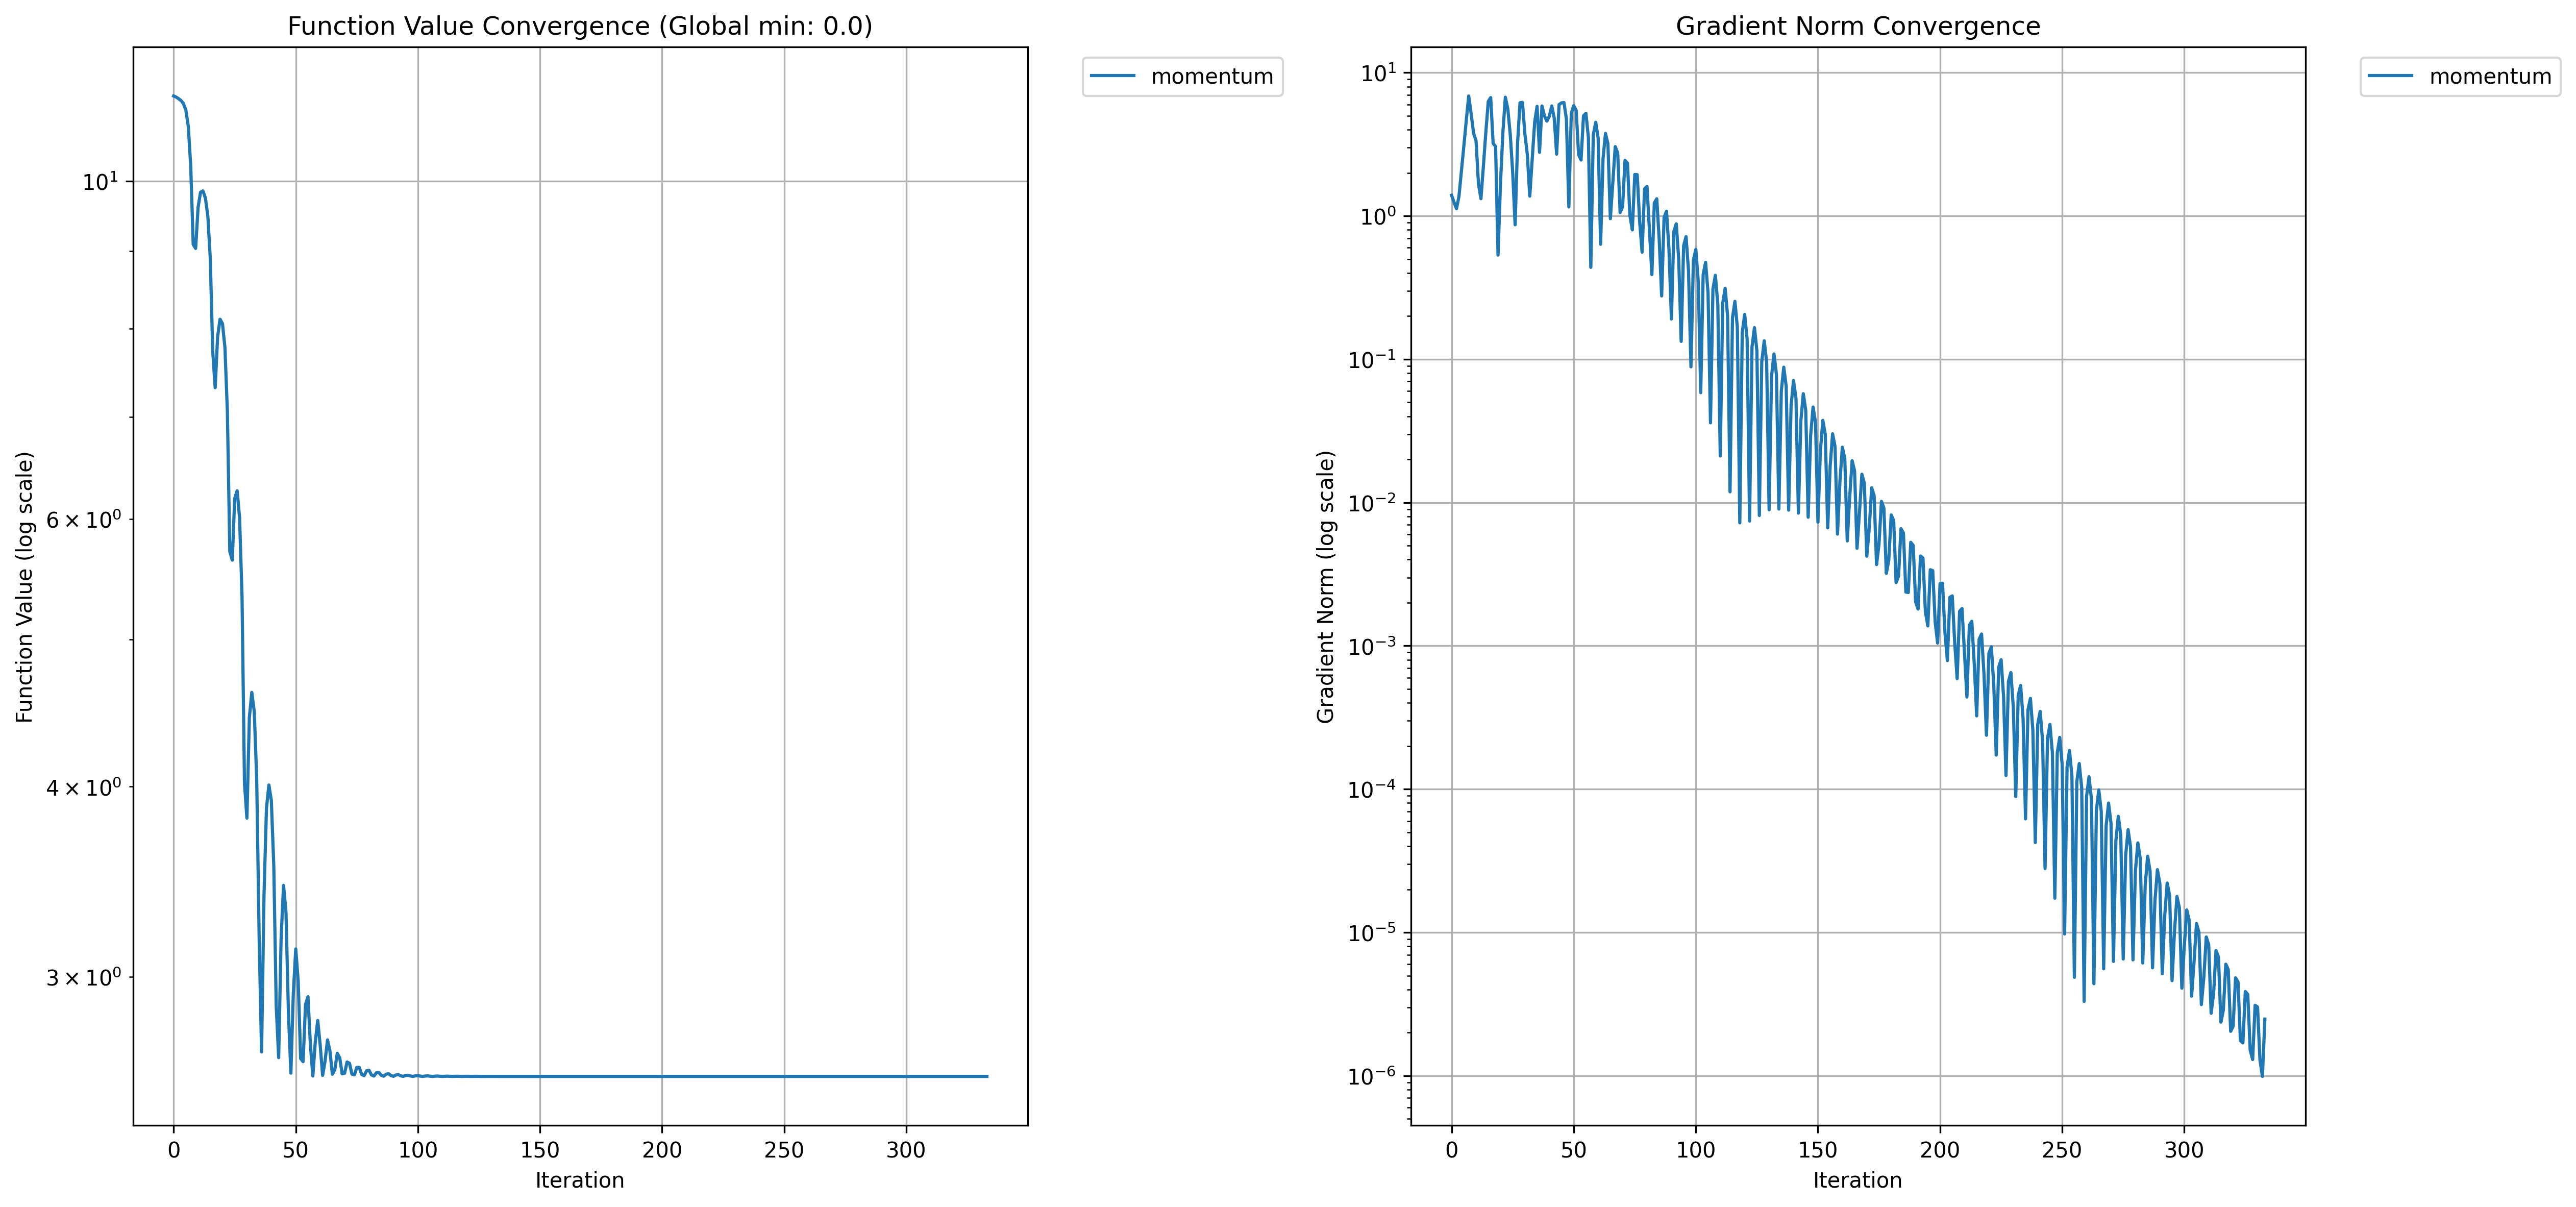 Function Value Convergence (Global min: 0.0)
momentum
Function Value (log scale)
10¹
6 × 10⁰
4 × 10⁰
3 × 10⁰
0 50 100 150 200 250 300
Iteration
Gradient Norm Convergence
momentum
Gradient Norm (log scale)
10¹
10⁰
10⁻¹
10⁻²
10⁻³
10⁻⁴
10⁻⁵
10⁻⁶
0 50 100 150 200 250 300
Iteration